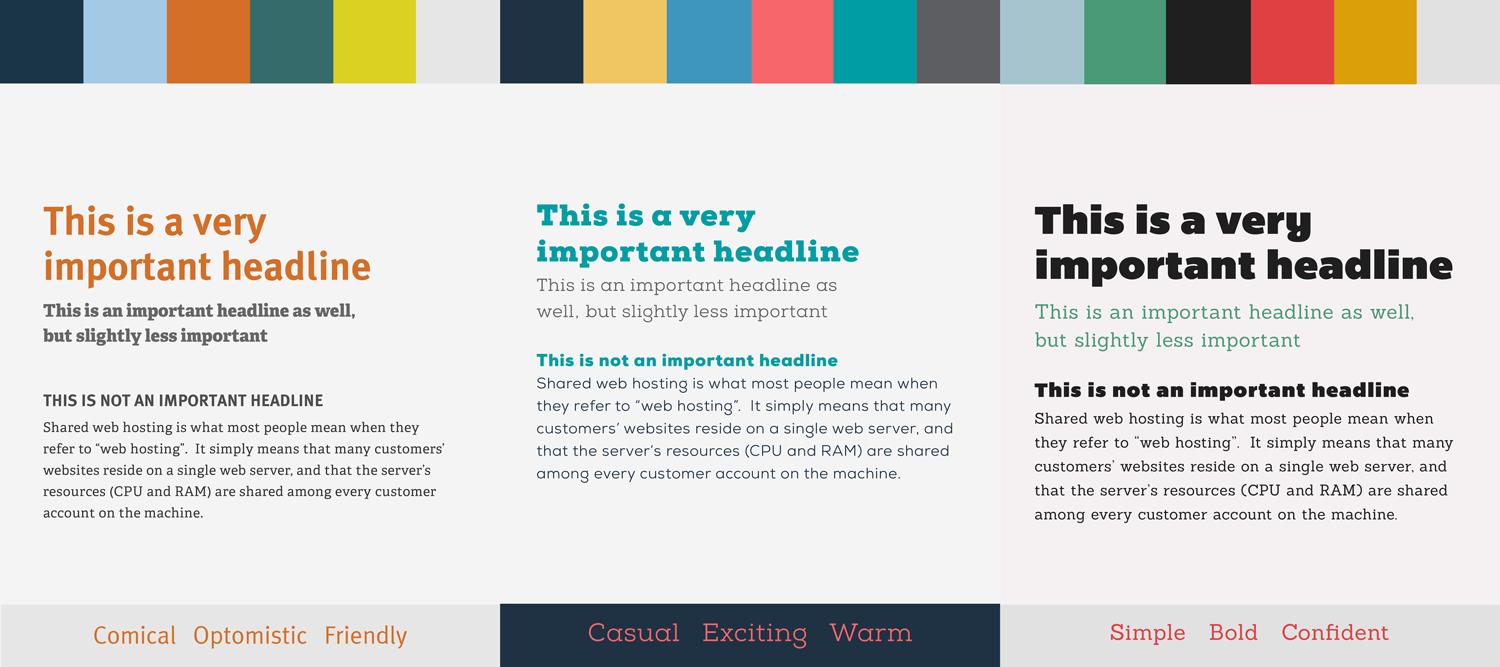 This is a very
important headline
This is an important headline as well,
but slightly less important
THIS IS NOT AN IMPORTANT HEADLINE
Shared web hosting is what most people mean when they
refer to “web hosting”.  It simply means that many customers’
websites reside on a single web server, and that the server’s
resources (CPU and RAM) are shared among every customer
account on the machine.
Comical Optomistic Friendly
This is a very
important headline
This is an important headline as
well, but slightly less important
This is not an important headline
Shared web hosting is what most people mean when
they refer to “web hosting”.  It simply means that many
customers’ websites reside on a single web server, and
that the server’s resources (CPU and RAM) are shared
among every customer account on the machine.
Casual Exciting Warm
This is a very
important headline
This is an important headline as well,
but slightly less important
This is not an important headline
Shared web hosting is what most people mean when
they refer to “web hosting”.  It simply means that many
customers’ websites reside on a single web server, and
that the server’s resources (CPU and RAM) are shared
among every customer account on the machine.
Simple Bold Confident